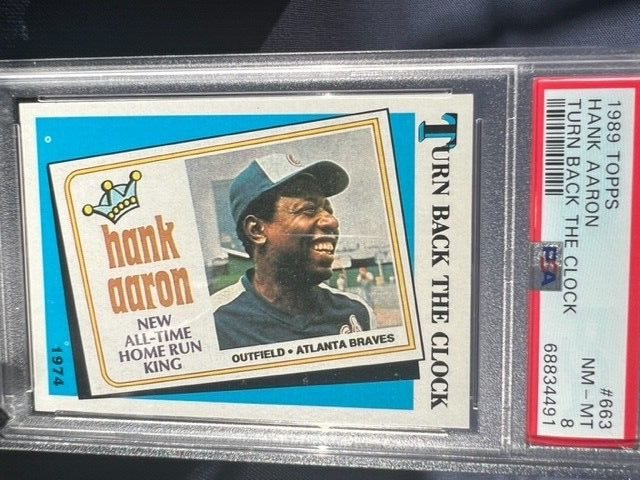 1989 TOPPS
HANK AARON
TURN BACK THE CLOCK
#663
NM - MT
8
PSA
68834491
TURN BACK THE CLOCK
hank
aaron
NEW
ALL-TIME
HOME RUN
KING
OUTFIELD • ATLANTA BRAVES
1974